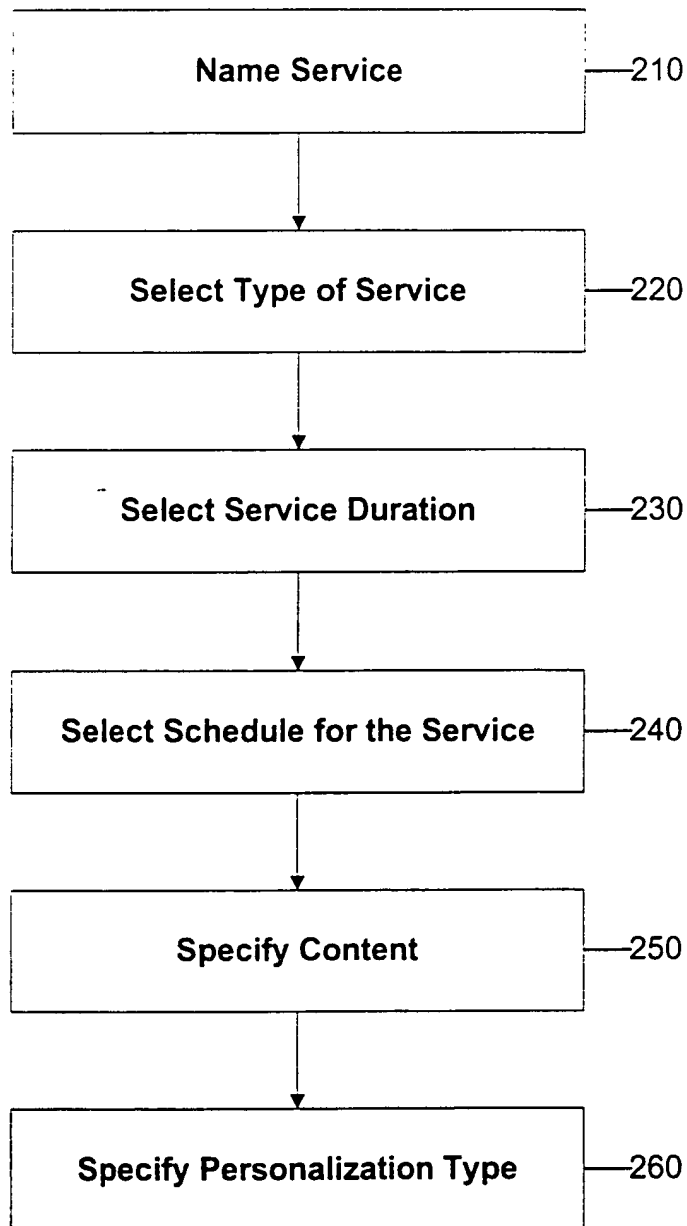 Name Service 210
Select Type of Service 220
Select Service Duration 230
Select Schedule for the Service 240
Specify Content 250
Specify Personalization Type 260